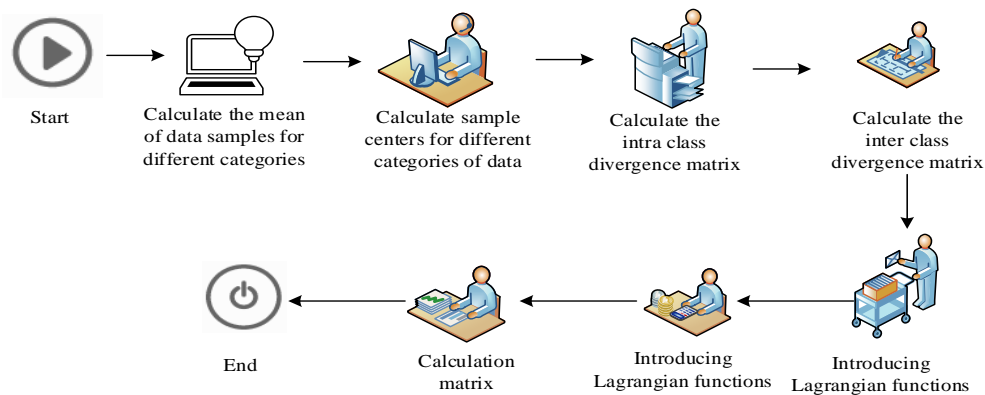 Start
Calculate the mean
of data samples for
different categories
Calculate sample
centers for different
categories of data
Calculate the
intra class
divergence matrix
Calculate the
inter class
divergence matrix
Introducing
Lagrangian functions
Introducing
Lagrangian functions
Calculation
matrix
End